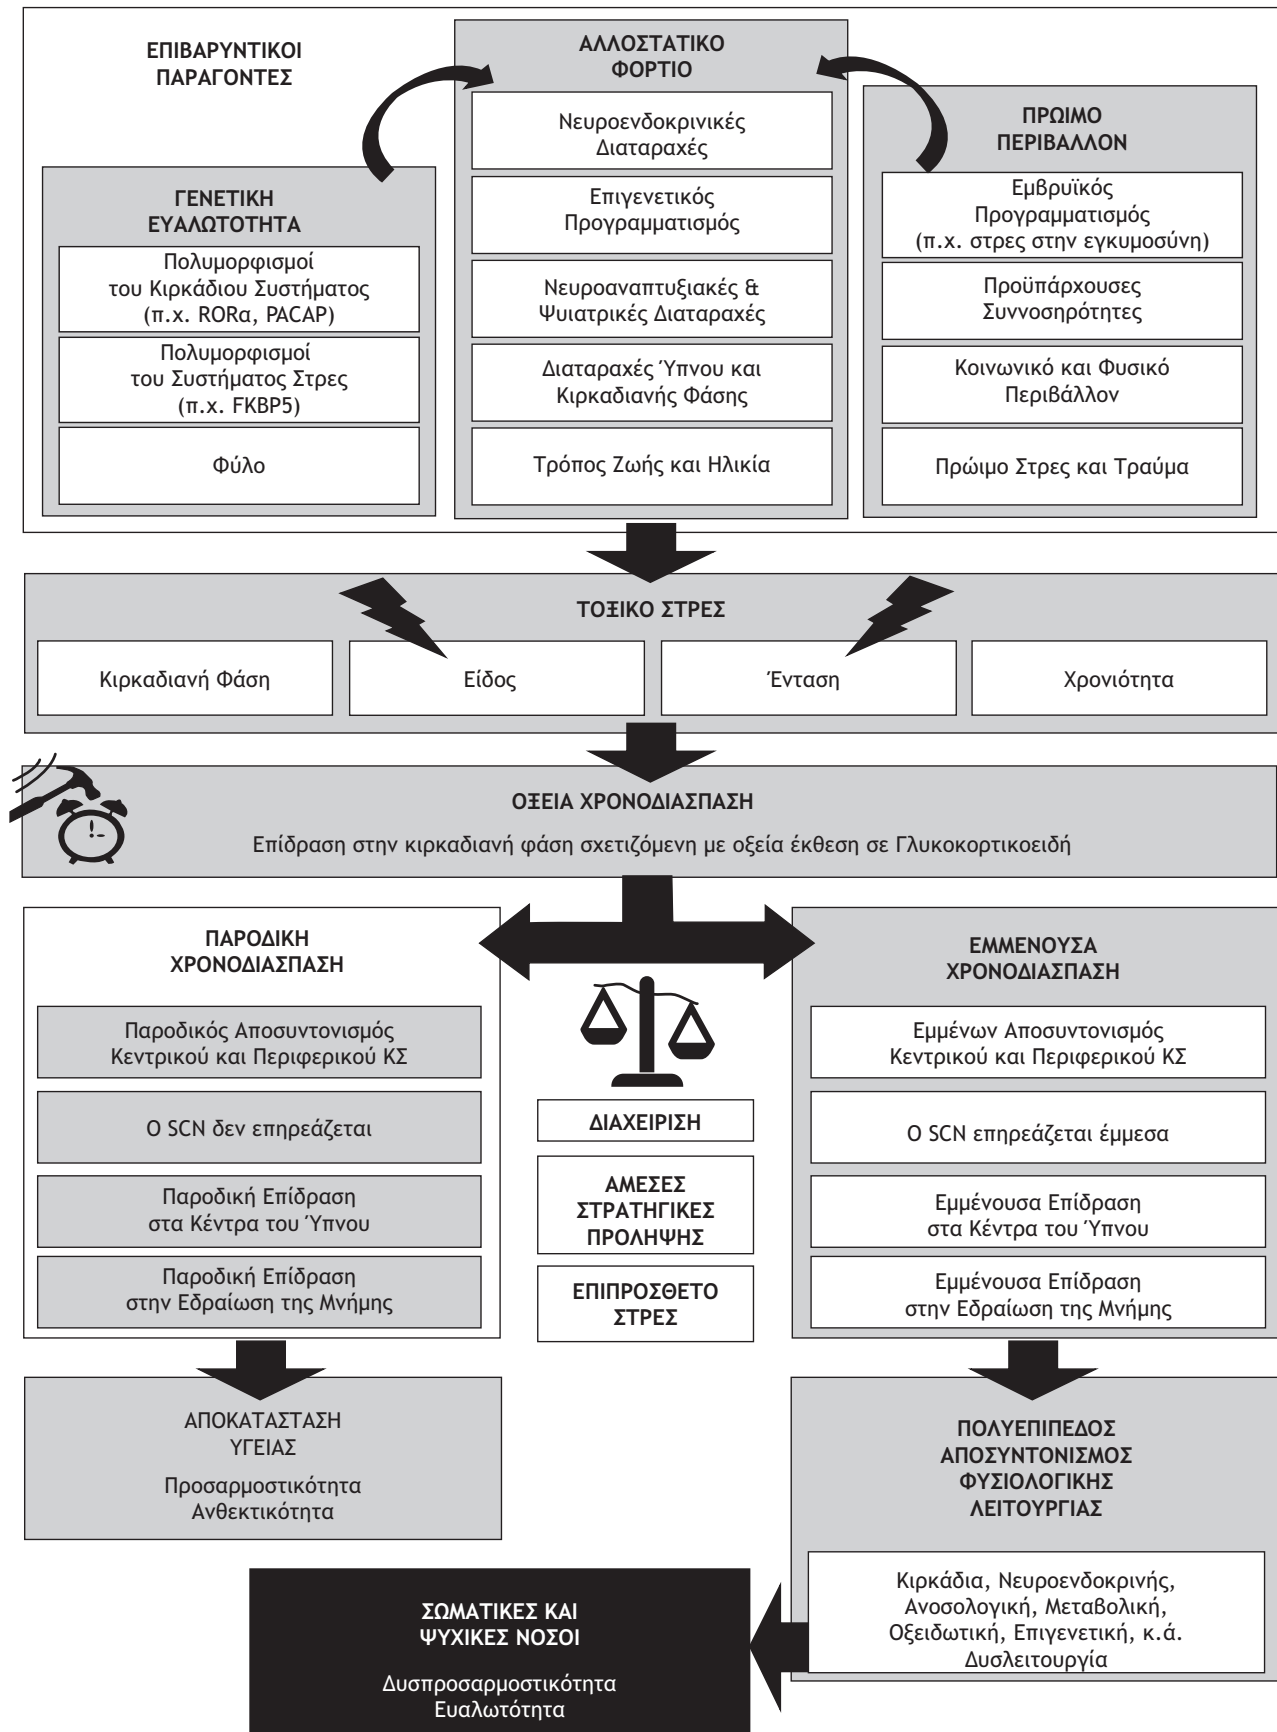 ΕΠΙΒΑΡΥΝΤΙΚΟΙ
ΠΑΡΑΓΟΝΤΕΣ
ΑΛΛΟΣΤΑΤΙΚΟ
ΦΟΡΤΙΟ
Νευροενδοκρινικές
Διαταραχές
Επιγενετικός
Προγραμματισμός
Νευροαναπτυξιακές &
Ψυιατρικές Διαταραχές
Διαταραχές Ύπνου και
Κιρκαδιανής Φάσης
Τρόπος Ζωής και Ηλικία
ΓΕΝΕΤΙΚΗ
ΕΥΑΛΩΤΟΤΗΤΑ
Πολυμορφισμοί
του Κιρκάδιου Συστήματος
(π.χ. RORα, PACAP)
Πολυμορφισμοί
του Συστήματος Στρες
(π.χ. FKBP5)
Φύλο
ΠΡΩΙΜΟ
ΠΕΡΙΒΑΛΛΟΝ
Εμβρυϊκός
Προγραμματισμός
(π.χ. στρες στην εγκυμοσύνη)
Προϋπάρχουσες
Συννοσηρότητες
Κοινωνικό και Φυσικό
Περιβάλλον
Πρώιμο Στρες και Τραύμα
ΤΟΞΙΚΟ ΣΤΡΕΣ
Κιρκαδιανή Φάση
Είδος
Ένταση
Χρονιότητα
ΟΞΕΙΑ ΧΡΟΝΟΔΙΑΣΠΑΣΗ
Επίδραση στην κιρκαδιανή φάση σχετιζόμενη με οξεία έκθεση σε Γλυκοκορτικοειδή
ΠΑΡΟΔΙΚΗ
ΧΡΟΝΟΔΙΑΣΠΑΣΗ
Παροδικός Αποσυντονισμός
Κεντρικού και Περιφερικού ΚΣ
Ο SCN δεν επηρεάζεται
Παροδική Επίδραση
στα Κέντρα του Ύπνου
Παροδική Επίδραση
στην Εδραίωση της Μνήμης
ΔΙΑΧΕΙΡΙΣΗ
ΑΜΕΣΕΣ
ΣΤΡΑΤΗΓΙΚΕΣ
ΠΡΟΛΗΨΗΣ
ΕΠΙΠΡΟΣΘΕΤΟ
ΣΤΡΕΣ
ΕΜΜΕΝΟΥΣΑ
ΧΡΟΝΟΔΙΑΣΠΑΣΗ
Εμμένων Αποσυντονισμός
Κεντρικού και Περιφερικού ΚΣ
Ο SCN επηρεάζεται έμμεσα
Εμμένουσα Επίδραση
στα Κέντρα του Ύπνου
Εμμένουσα Επίδραση
στην Εδραίωση της Μνήμης
ΑΠΟΚΑΤΑΣΤΑΣΗ
ΥΓΕΙΑΣ
Προσαρμοστικότητα
Ανθεκτικότητα
ΠΟΛΥΕΠΙΠΕΔΟΣ
ΑΠΟΣΥΝΤΟΝΙΣΜΟΣ
ΦΥΣΙΟΛΟΓΙΚΗΣ
ΛΕΙΤΟΥΡΓΙΑΣ
Κιρκάδια, Νευροενδοκρινής,
Ανοσολογική, Μεταβολική,
Οξειδωτική, Επιγενετική, κ.ά.
Δυσλειτουργία
ΣΩΜΑΤΙΚΕΣ ΚΑΙ
ΨΥΧΙΚΕΣ ΝΟΣΟΙ
Δυσπροσαρμοστικότητα
Ευαλωτότητα